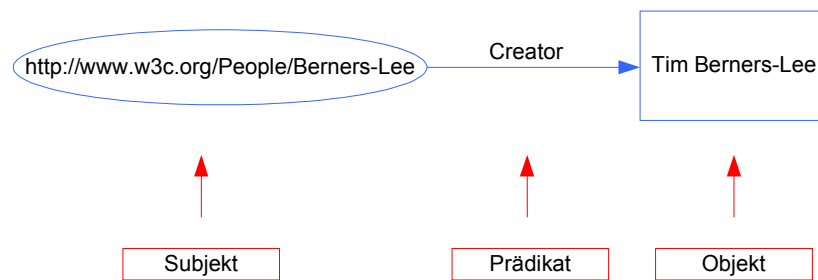 http://www.w3c.org/People/Berners-Lee
Creator
Tim Berners-Lee
Subjekt
Prädikat
Objekt